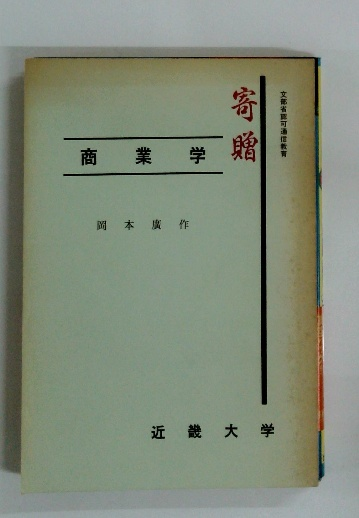 文部省認可通信教育
寄贈
商業学
岡本廣作
近畿大学